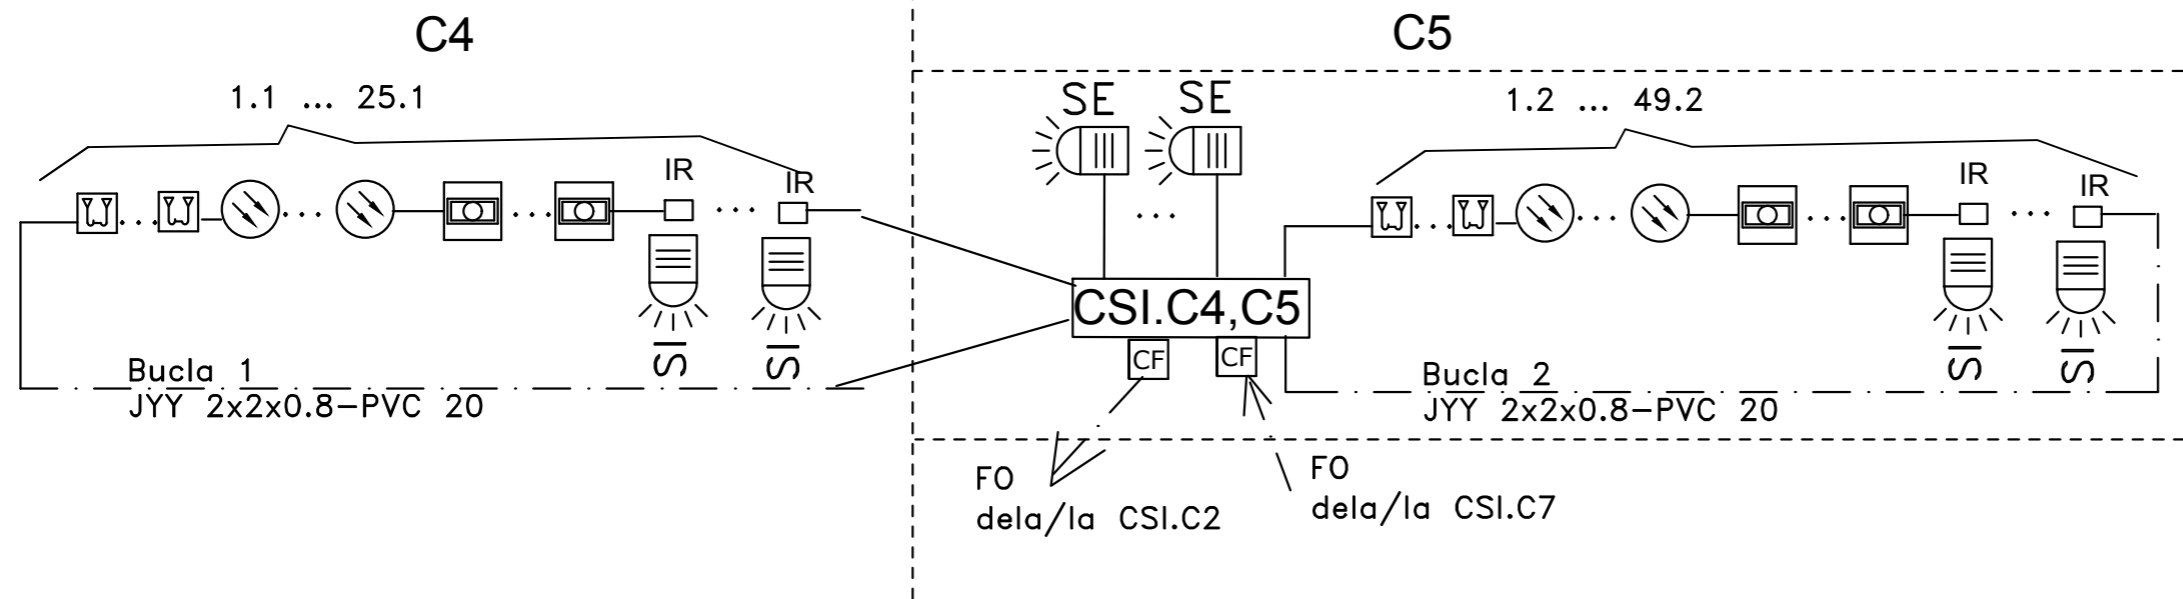 C4
C5
1.1 ... 25.1
SE
SE
1.2 ... 49.2
IR
IR
IR
IR
CSI.C4,C5
CF
CF
SI
SI
SI
SI
Bucla 1
JYY 2x2x0.8-PVC 20
Bucla 2
JYY 2x2x0.8-PVC 20
FO
dela/la CSI.C2
FO
dela/la CSI.C7